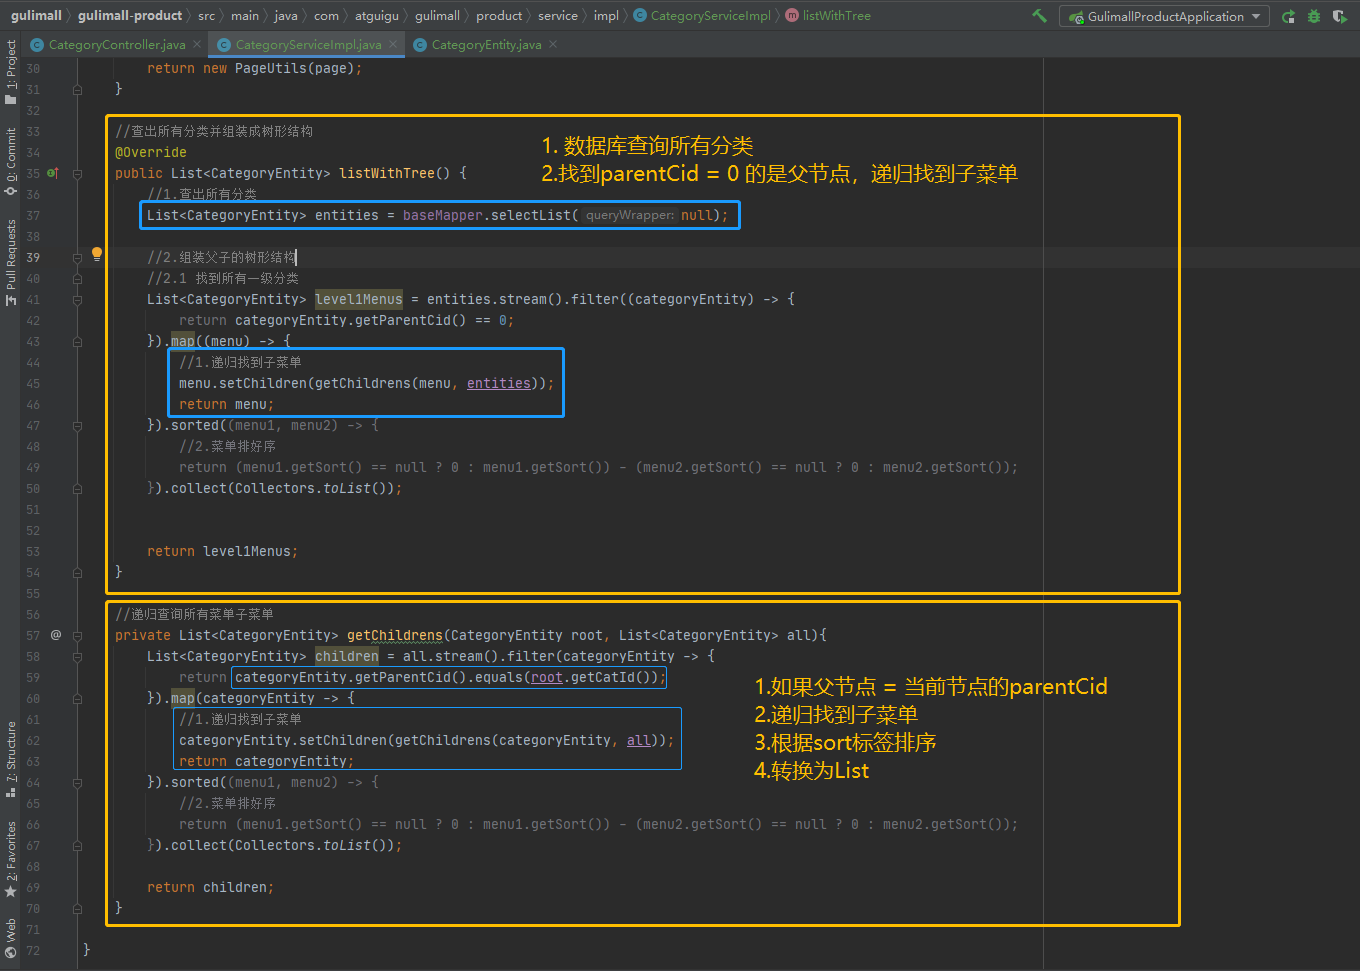 gulimall gulimall-product src main java com atguigu gulimall product service impl CategoryServiceImpl listWithTree GulimallProductApplication
CategoryController.java CategoryServiceImpl.java CategoryEntity.java
1: Project
0: Commit
Pull Requests
7: Structure
2: Favorites
Web
30 return new PageUtils(page);
31 }
32
33 //查出所有分类并组装成树形结构
34 @Override
35 public List<CategoryEntity> listWithTree() {
36 //1.查出所有分类
37 List<CategoryEntity> entities = baseMapper.selectList( queryWrapper: null);
38
39 //2.组装父子的树形结构
40 //2.1 找到所有一级分类
41 List<CategoryEntity> level1Menus = entities.stream().filter((categoryEntity) -> {
42 return categoryEntity.getParentCid() == 0;
43 }).map((menu) -> {
44 //1.递归找到子菜单
45 menu.setChildren(getChildrens(menu, entities));
46 return menu;
47 }).sorted((menu1, menu2) -> {
48 //2.菜单排好序
49 return (menu1.getSort() == null ? 0 : menu1.getSort()) - (menu2.getSort() == null ? 0 : menu2.getSort());
50 }).collect(Collectors.toList());
51
52
53 return level1Menus;
54 }
55
56 //递归查询所有菜单子菜单
57 @ private List<CategoryEntity> getChildrens(CategoryEntity root, List<CategoryEntity> all){
58 List<CategoryEntity> children = all.stream().filter(categoryEntity -> {
59 return categoryEntity.getParentCid().equals(root.getCatId());
60 }).map(categoryEntity -> {
61 //1.递归找到子菜单
62 categoryEntity.setChildren(getChildrens(categoryEntity, all));
63 return categoryEntity;
64 }).sorted((menu1, menu2) -> {
65 //2.菜单排好序
66 return (menu1.getSort() == null ? 0 : menu1.getSort()) - (menu2.getSort() == null ? 0 : menu2.getSort());
67 }).collect(Collectors.toList());
68
69 return children;
70 }
71
72 }
1. 数据库查询所有分类
2.找到parentCid = 0 的是父节点，递归找到子菜单
1.如果父节点 = 当前节点的parentCid
2.递归找到子菜单
3.根据sort标签排序
4.转换为List